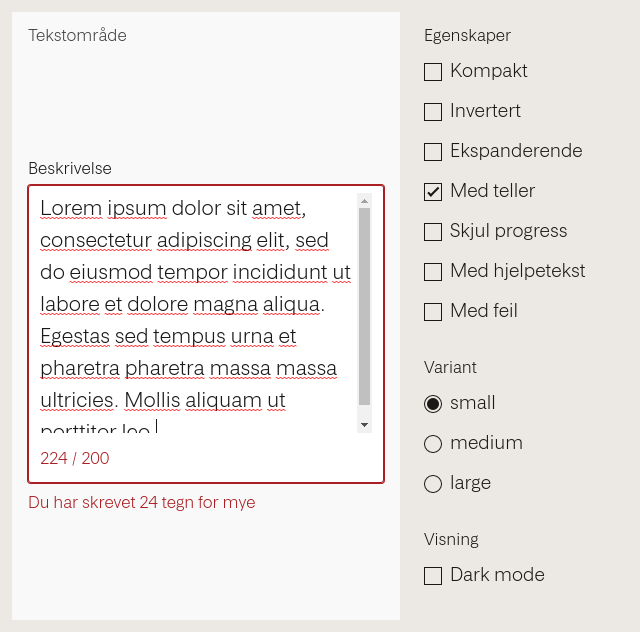 Tekstområde
Beskrivelse
Lorem ipsum dolor sit amet,
consectetur adipiscing elit, sed
do eiusmod tempor incididunt ut
labore et dolore magna aliqua.
Egestas sed tempus urna et
pharetra pharetra massa massa
ultricies. Mollis aliquam ut
porttitor leo.
224 / 200
Du har skrevet 24 tegn for mye
Egenskaper
Kompakt
Invertert
Ekspanderende
Med teller
Skjul progress
Med hjelpetekst
Med feil
Variant
small
medium
large
Visning
Dark mode